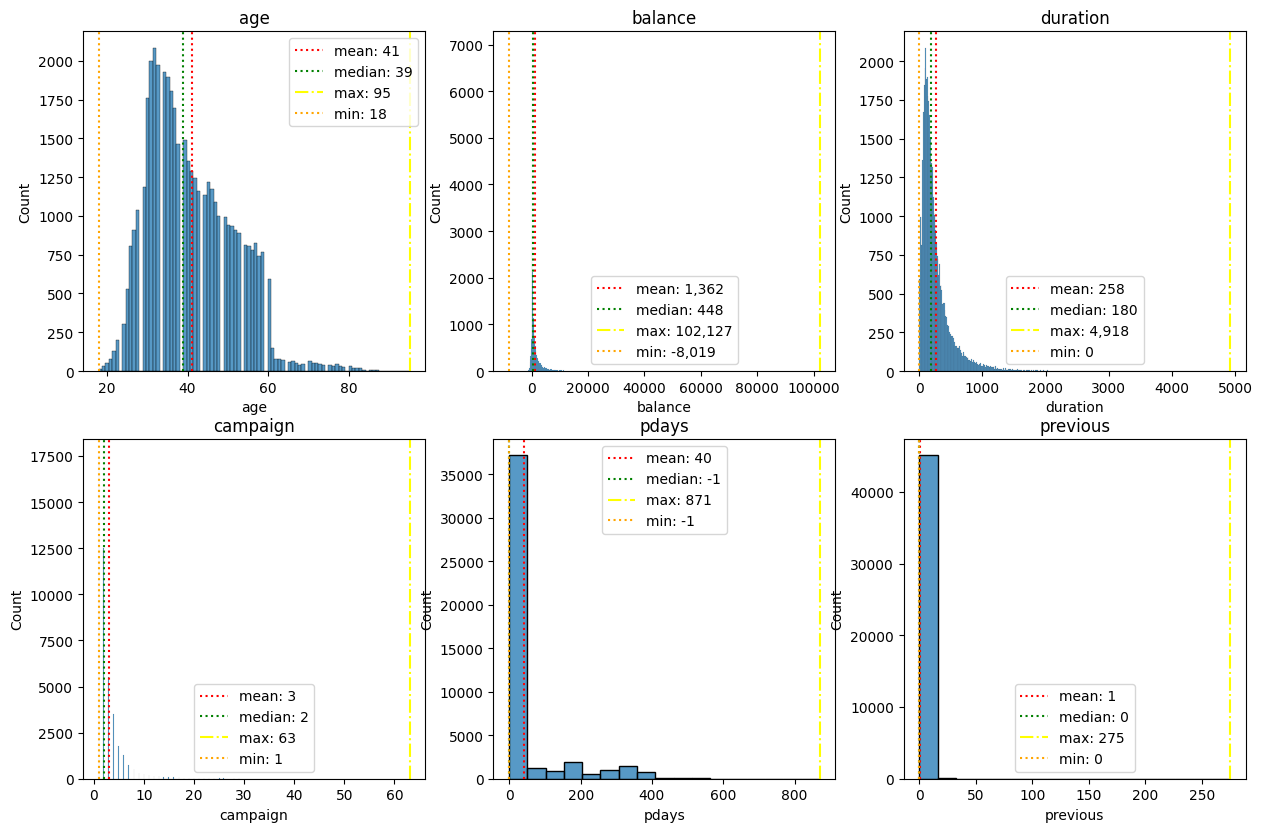 age
2000
1750
1500
1250
1000
750
500
250
0
Count
mean: 41
median: 39
max: 95
min: 18
20 40 60 80
age
balance
7000
6000
5000
4000
3000
2000
1000
0
Count
mean: 1,362
median: 448
max: 102,127
min: -8,019
0 20000 40000 60000 80000 100000
balance
duration
2000
1750
1500
1250
1000
750
500
250
0
Count
mean: 258
median: 180
max: 4,918
min: 0
0 1000 2000 3000 4000 5000
duration
campaign
17500
15000
12500
10000
7500
5000
2500
0
Count
mean: 3
median: 2
max: 63
min: 1
0 10 20 30 40 50 60
campaign
pdays
35000
30000
25000
20000
15000
10000
5000
0
Count
mean: 40
median: -1
max: 871
min: -1
0 200 400 600 800
pdays
previous
40000
30000
20000
10000
0
Count
mean: 1
median: 0
max: 275
min: 0
0 50 100 150 200 250
previous